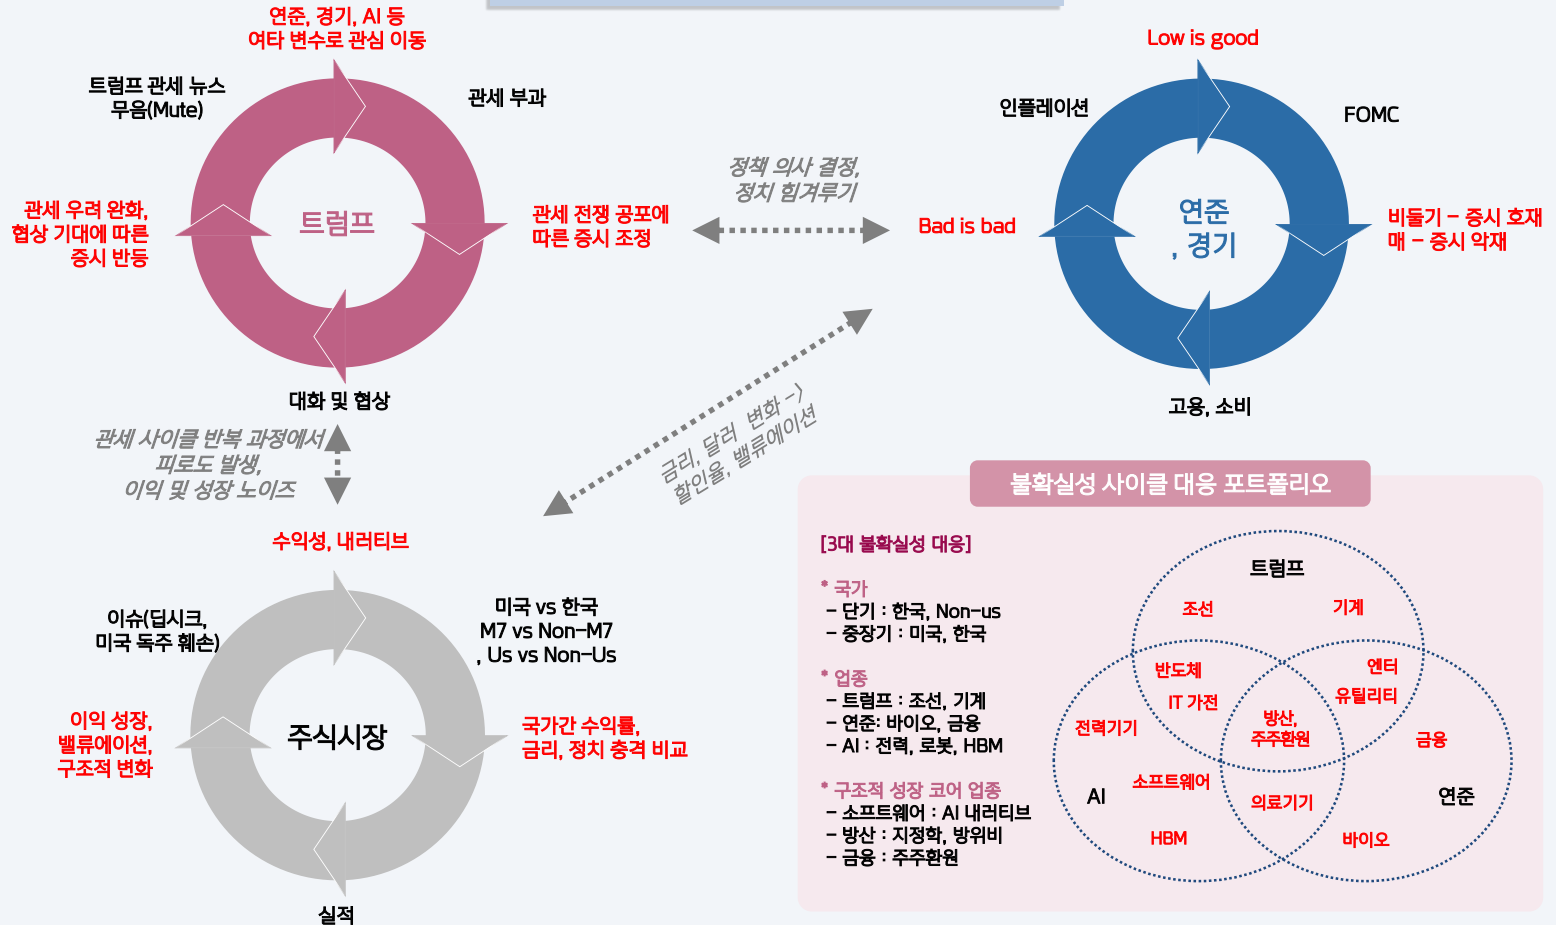 연준, 경기, AI 등
여타 변수로 관심 이동
트럼프 관세 뉴스
무음(Mute)
관세 부과
관세 우려 완화,
협상 기대에 따른
증시 반등
트럼프
관세 전쟁 공포에
따른 증시 조정
대화 및 협상
정책 의사 결정,
정치 힘겨루기
Low is good
인플레이션
FOMC
Bad is bad
연준
, 경기
비둘기 - 증시 호재
매 - 증시 악재
고용, 소비
관세 사이클 반복 과정에서
피로도 발생,
이익 및 성장 노이즈
금리, 달러 변화 ->
할인율, 밸류에이션
수익성, 내러티브
이슈(딥시크,
미국 독주 훼손)
미국 vs 한국
M7 vs Non-M7
, Us vs Non-Us
이익 성장,
밸류에이션,
구조적 변화
주식시장
국가간 수익률,
금리, 정치 충격 비교
실적
불확실성 사이클 대응 포트폴리오
[3대 불확실성 대응]
* 국가
- 단기 : 한국, Non-us
- 중장기 : 미국, 한국
* 업종
- 트럼프 : 조선, 기계
- 연준: 바이오, 금융
- AI : 전력, 로봇, HBM
* 구조적 성장 코어 업종
- 소프트웨어 : AI 내러티브
- 방산 : 지정학, 방위비
- 금융 : 주주환원
트럼프
조선
기계
반도체
IT 가전
엔터
유틸리티
방산,
주주환원
전력기기
금융
소프트웨어
AI
의료기기
연준
HBM
바이오